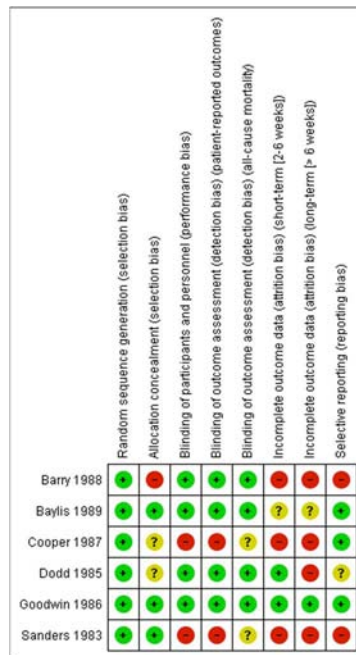 Random sequence generation (selection bias)
Allocation concealment (selection bias)
Blinding of participants and personnel (performance bias)
Blinding of outcome assessment (detection bias) (patient-reported outcomes)
Blinding of outcome assessment (detection bias) (all-cause mortality)
Incomplete outcome data (attrition bias) (short-term [2-6 weeks])
Incomplete outcome data (attrition bias) (long-term [> 6 weeks])
Selective reporting (reporting bias)
Barry 1988 + - + + + - - -
Baylis 1989 + + + + + ? ? +
Cooper 1987 + ? - - ? - - +
Dodd 1985 + ? + + + + - ?
Goodwin 1986 + + + + + + + +
Sanders 1983 + + - - ? - - -